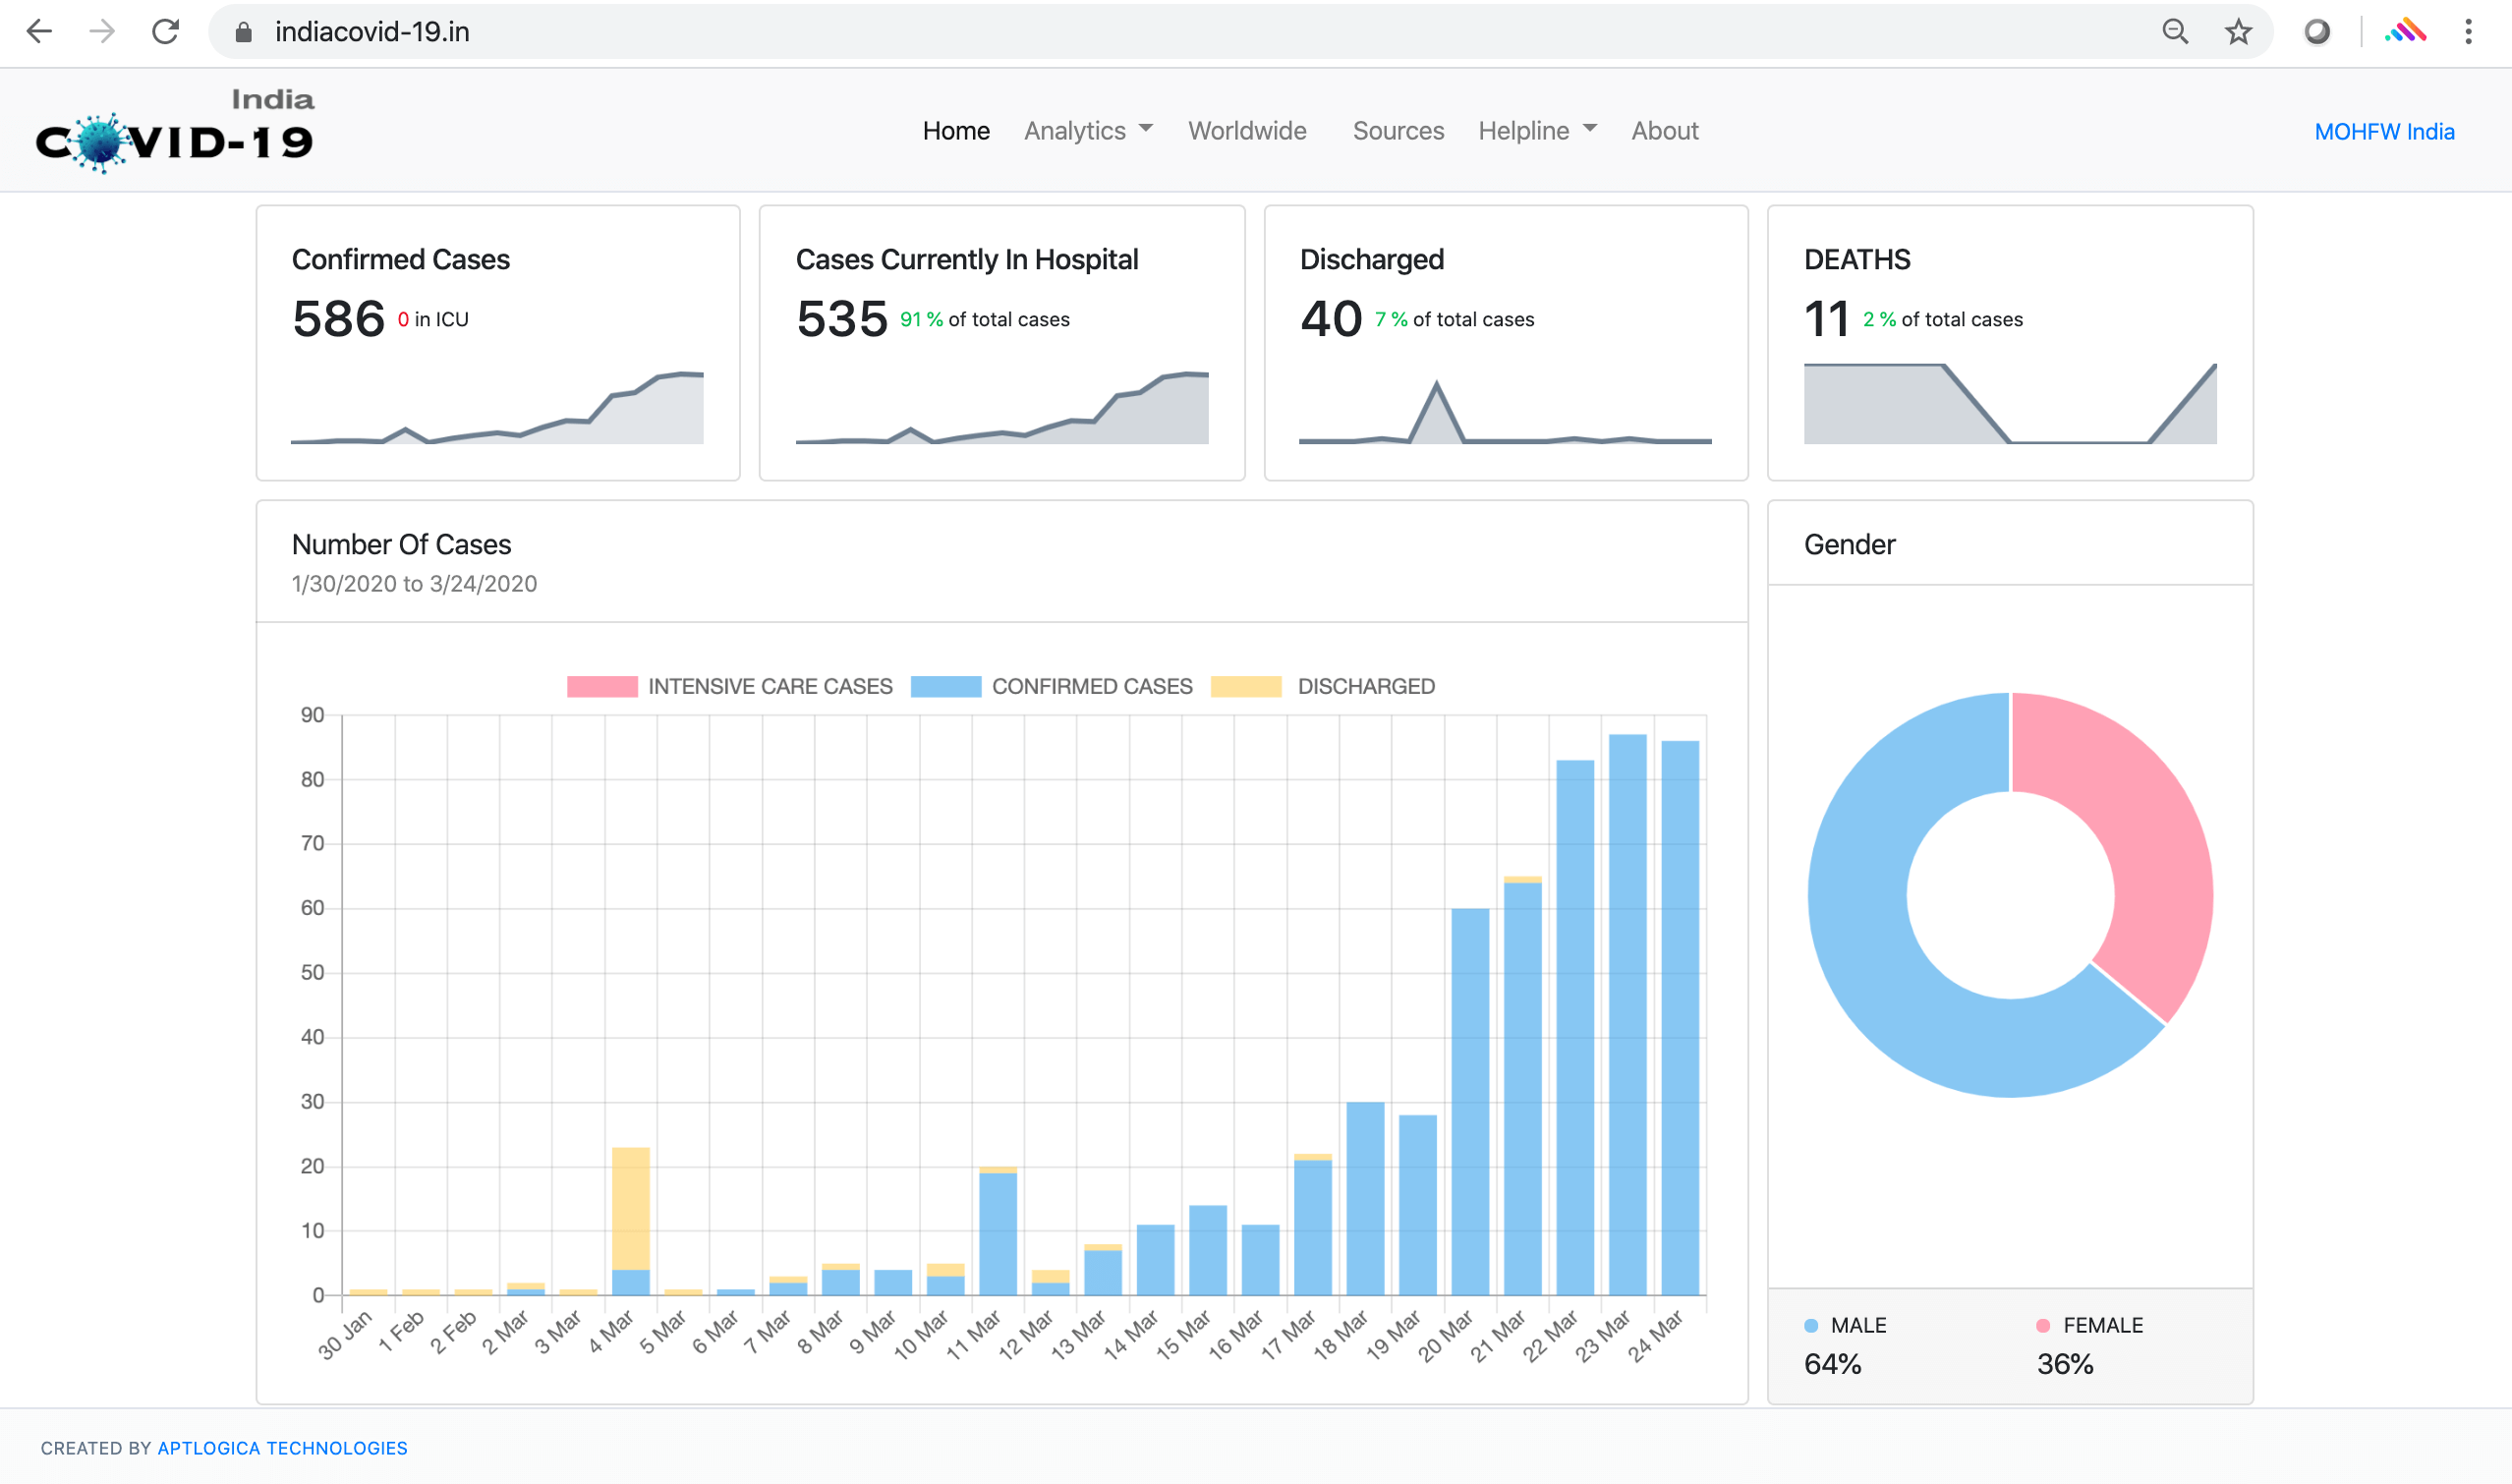 indiacovid-19.in
India
COVID-19
Home Analytics Worldwide Sources Helpline About
MOHFW India
Confirmed Cases
586 0 in ICU
Cases Currently In Hospital
535 91 % of total cases
Discharged
40 7 % of total cases
DEATHS
11 2 % of total cases
Number Of Cases
1/30/2020 to 3/24/2020
INTENSIVE CARE CASES CONFIRMED CASES DISCHARGED
90
80
70
60
50
40
30
20
10
0
30 Jan 1 Feb 2 Feb 2 Mar 3 Mar 4 Mar 5 Mar 6 Mar 7 Mar 8 Mar 9 Mar 10 Mar 11 Mar 12 Mar 13 Mar 14 Mar 15 Mar 16 Mar 17 Mar 18 Mar 19 Mar 20 Mar 21 Mar 22 Mar 23 Mar 24 Mar
Gender
MALE FEMALE
64% 36%
CREATED BY APTLOGICA TECHNOLOGIES